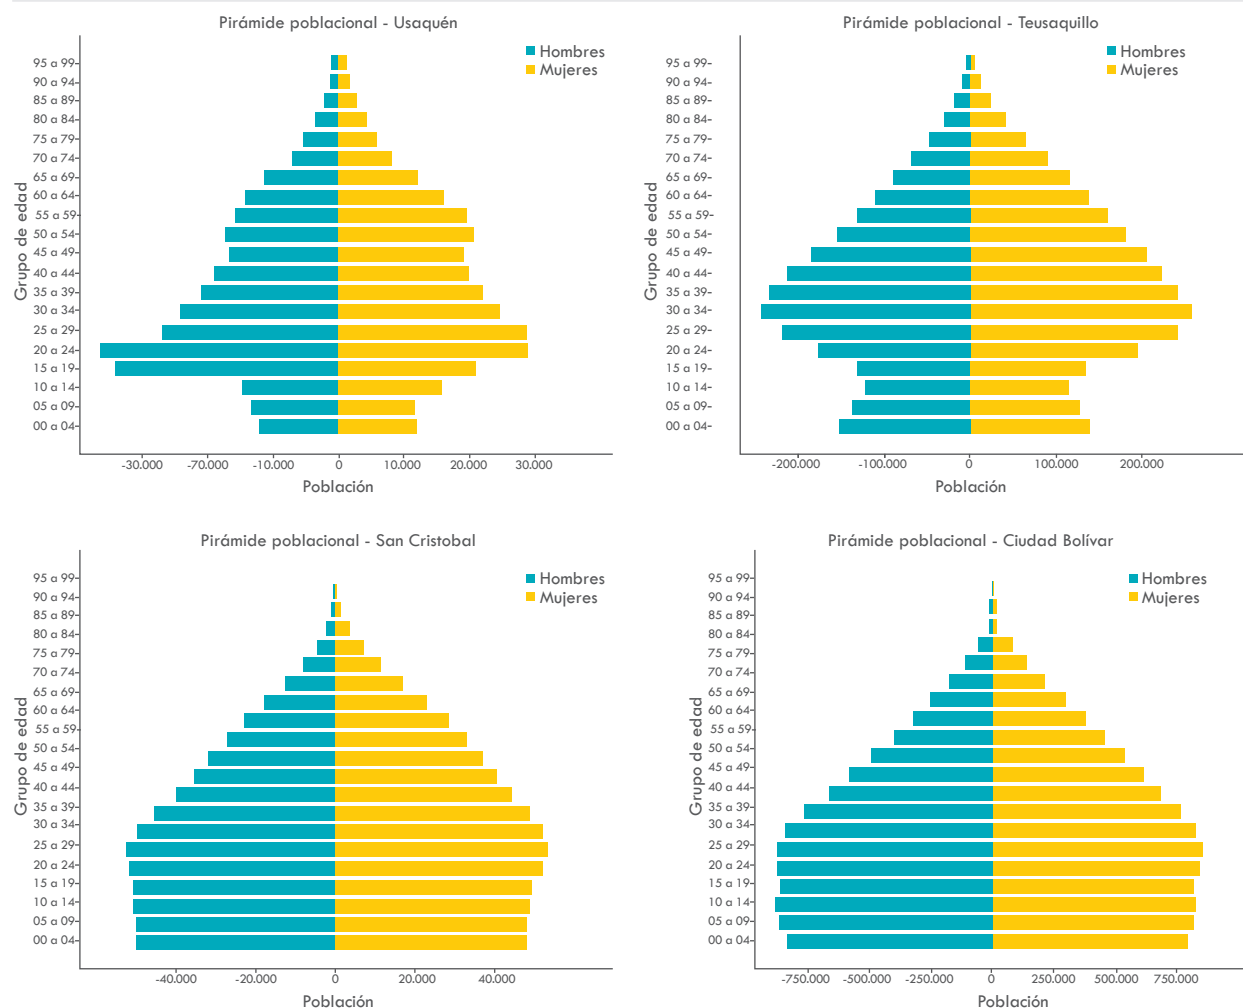 Pirámide poblacional - Usaquén
Hombres
Mujeres
Grupo de edad
95 a 99
90 a 94
85 a 89
80 a 84
75 a 79
70 a 74
65 a 69
60 a 64
55 a 59
50 a 54
45 a 49
40 a 44
35 a 39
30 a 34
25 a 29
20 a 24
15 a 19
10 a 14
05 a 09
00 a 04
-30.000 -70.000 -10.000 0 10.000 20.000 30.000
Población
Pirámide poblacional - Teusaquillo
Hombres
Mujeres
Grupo de edad
95 a 99
90 a 94
85 a 89
80 a 84
75 a 79
70 a 74
65 a 69
60 a 64
55 a 59
50 a 54
45 a 49
40 a 44
35 a 39
30 a 34
25 a 29
20 a 24
15 a 19
10 a 14
05 a 09
00 a 04
-200.000 -100.000 0 100.000 200.000
Población
Pirámide poblacional - San Cristobal
Hombres
Mujeres
Grupo de edad
95 a 99
90 a 94
85 a 89
80 a 84
75 a 79
70 a 74
65 a 69
60 a 64
55 a 59
50 a 54
45 a 49
40 a 44
35 a 39
30 a 34
25 a 29
20 a 24
15 a 19
10 a 14
05 a 09
00 a 04
-40.000 -20.000 0 20.000 40.000
Población
Pirámide poblacional - Ciudad Bolívar
Hombres
Mujeres
Grupo de edad
95 a 99
90 a 94
85 a 89
80 a 84
75 a 79
70 a 74
65 a 69
60 a 64
55 a 59
50 a 54
45 a 49
40 a 44
35 a 39
30 a 34
25 a 29
20 a 24
15 a 19
10 a 14
05 a 09
00 a 04
-750.000 -500.000 -250.000 0 250.000 500.000 750.000
Población